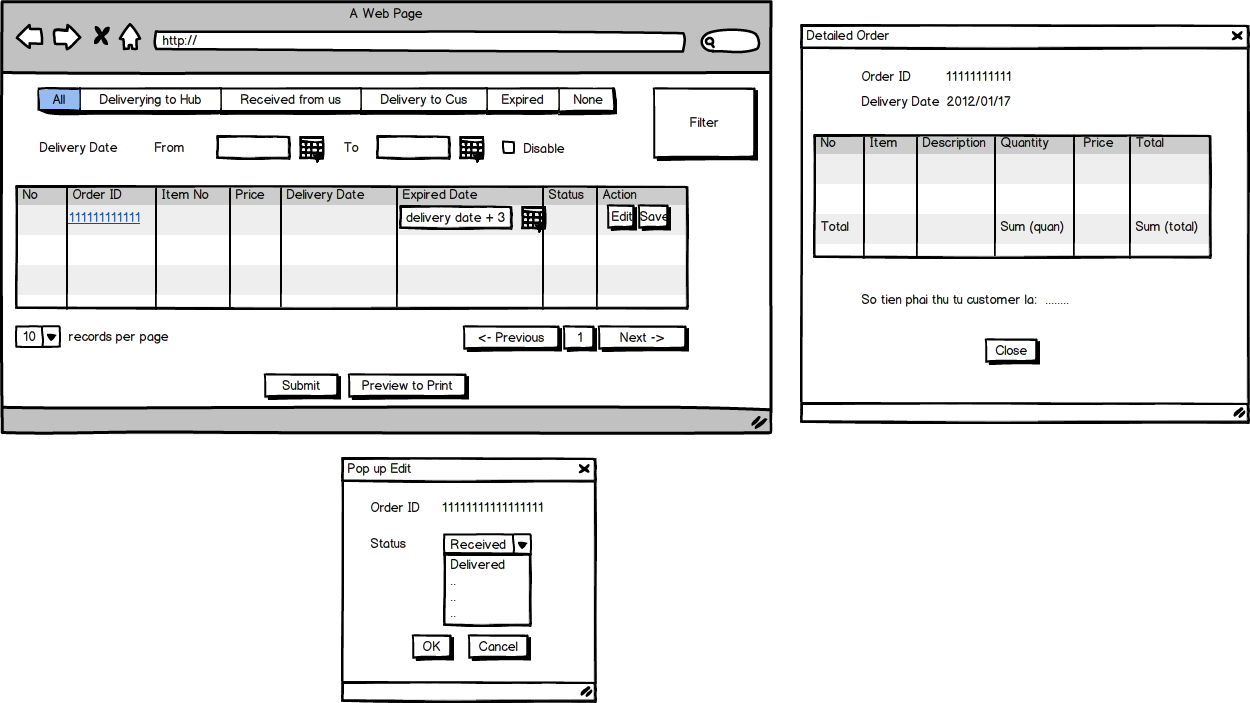 A Web Page
http://
All Deliverying to Hub Received from us Delivery to Cus Expired None
Filter
Delivery Date From To Disable
No Order ID Item No Price Delivery Date Expired Date Status Action
111111111111 delivery date + 3 Edit Save
10 records per page <- Previous 1 Next ->
Submit Preview to Print
Detailed Order
Order ID 11111111111
Delivery Date 2012/01/17
No Item Description Quantity Price Total
Total Sum (quan) Sum (total)
So tien phai thu tu customer la: ........
Close
Pop up Edit
Order ID 11111111111111111
Status Received
Delivered
..
..
..
OK Cancel